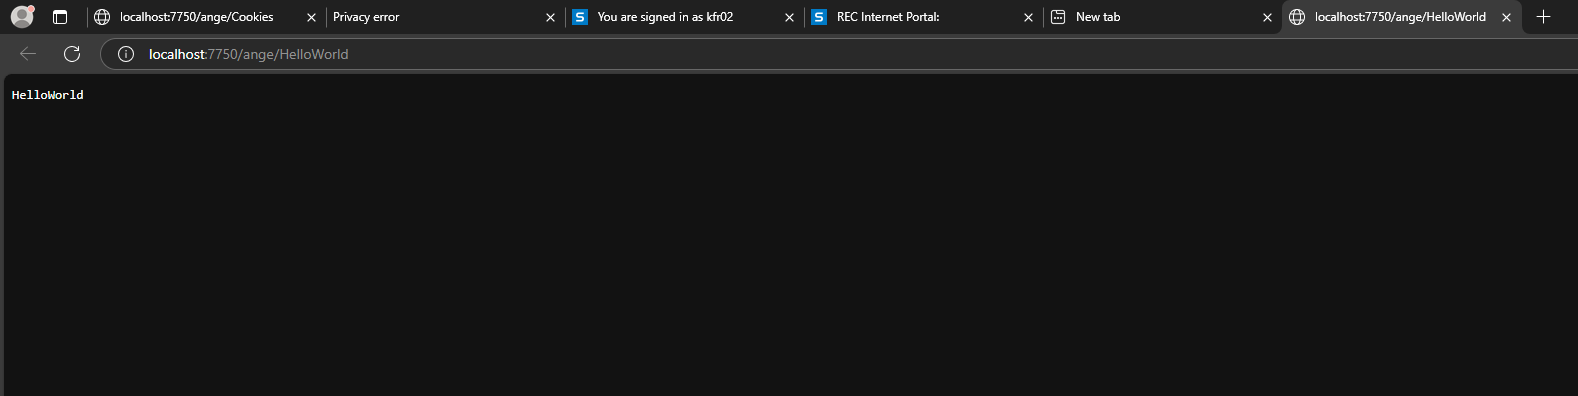 localhost:7750/ange/Cookies
Privacy error
You are signed in as kfr02
REC Internet Portal:
New tab
localhost:7750/ange/HelloWorld
localhost:7750/ange/HelloWorld
HelloWorld